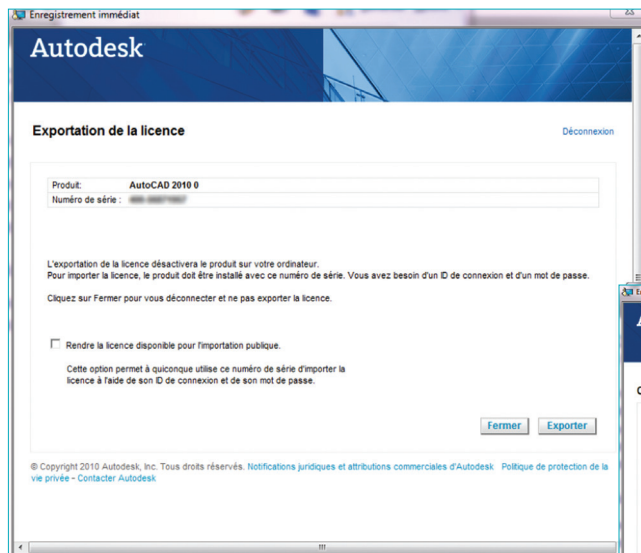 Enregistrement immédiat
Autodesk
Exportation de la licence
Déconnexion
Produit: AutoCAD 2010 0
Numéro de série :
L'exportation de la licence désactivera le produit sur votre ordinateur.
Pour importer la licence, le produit doit être installé avec ce numéro de série. Vous avez besoin d'un ID de connexion et d'un mot de passe.
Cliquez sur Fermer pour vous déconnecter et ne pas exporter la licence.
Rendre la licence disponible pour l'importation publique.
Cette option permet à quiconque utilise ce numéro de série d'importer la
licence à l'aide de son ID de connexion et de son mot de passe.
Fermer Exporter
© Copyright 2010 Autodesk, Inc. Tous droits réservés. Notifications juridiques et attributions commerciales d'Autodesk Politique de protection de la
vie privée - Contacter Autodesk